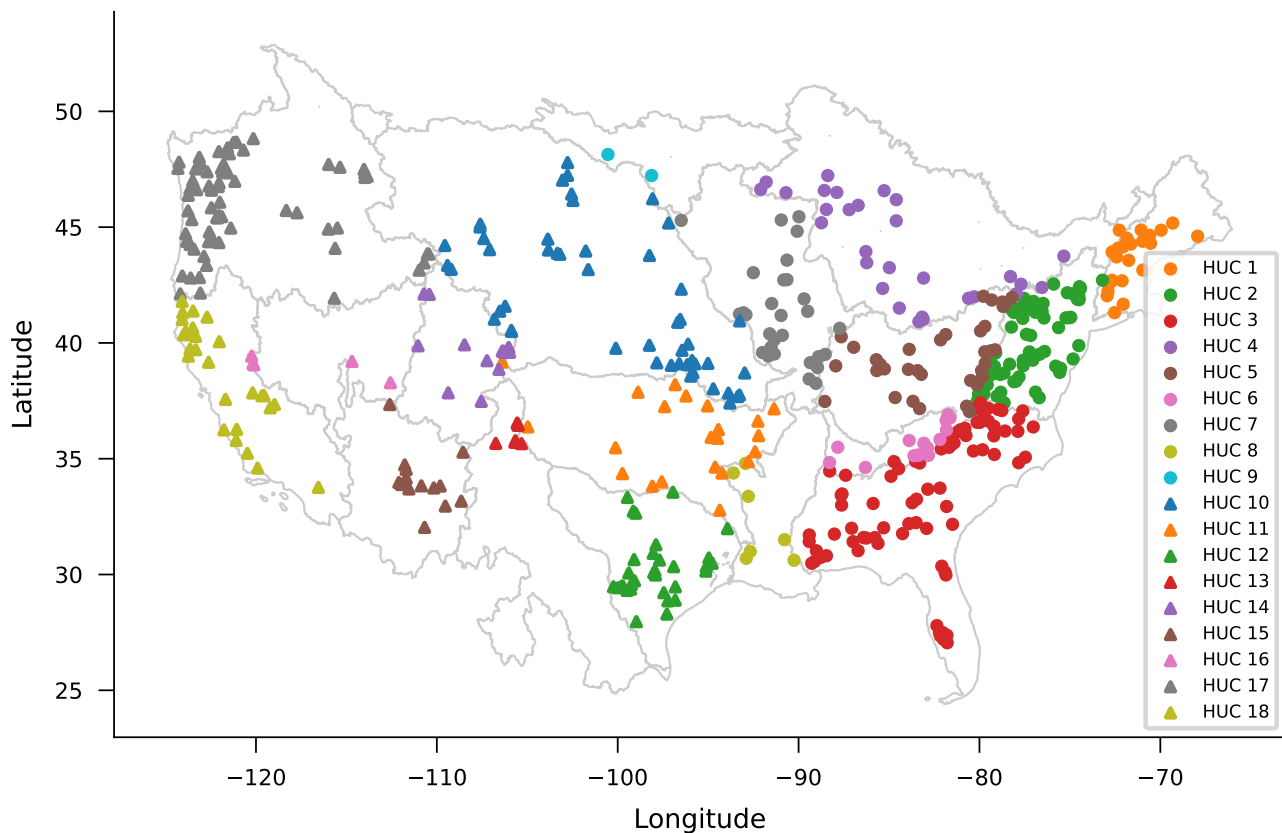 50
45
40
35
30
25
Latitude
−120
−110
−100
−90
−80
−70
Longitude
HUC 1
HUC 2
HUC 3
HUC 4
HUC 5
HUC 6
HUC 7
HUC 8
HUC 9
HUC 10
HUC 11
HUC 12
HUC 13
HUC 14
HUC 15
HUC 16
HUC 17
HUC 18